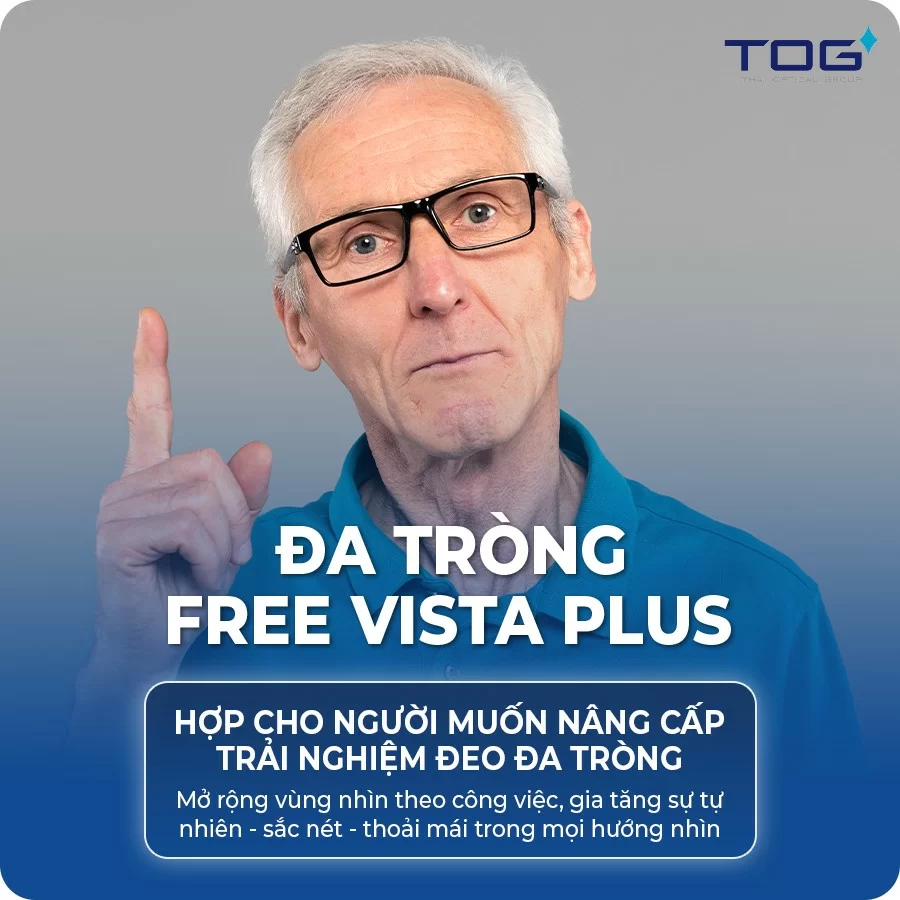 TOG
THAI OPTICAL GROUP
ĐA TRÒNG
FREE VISTA PLUS
HỢP CHO NGƯỜI MUỐN NÂNG CẤP
TRẢI NGHIỆM ĐEO ĐA TRÒNG
Mở rộng vùng nhìn theo công việc, gia tăng sự tự
nhiên - sắc nét - thoải mái trong mọi hướng nhìn